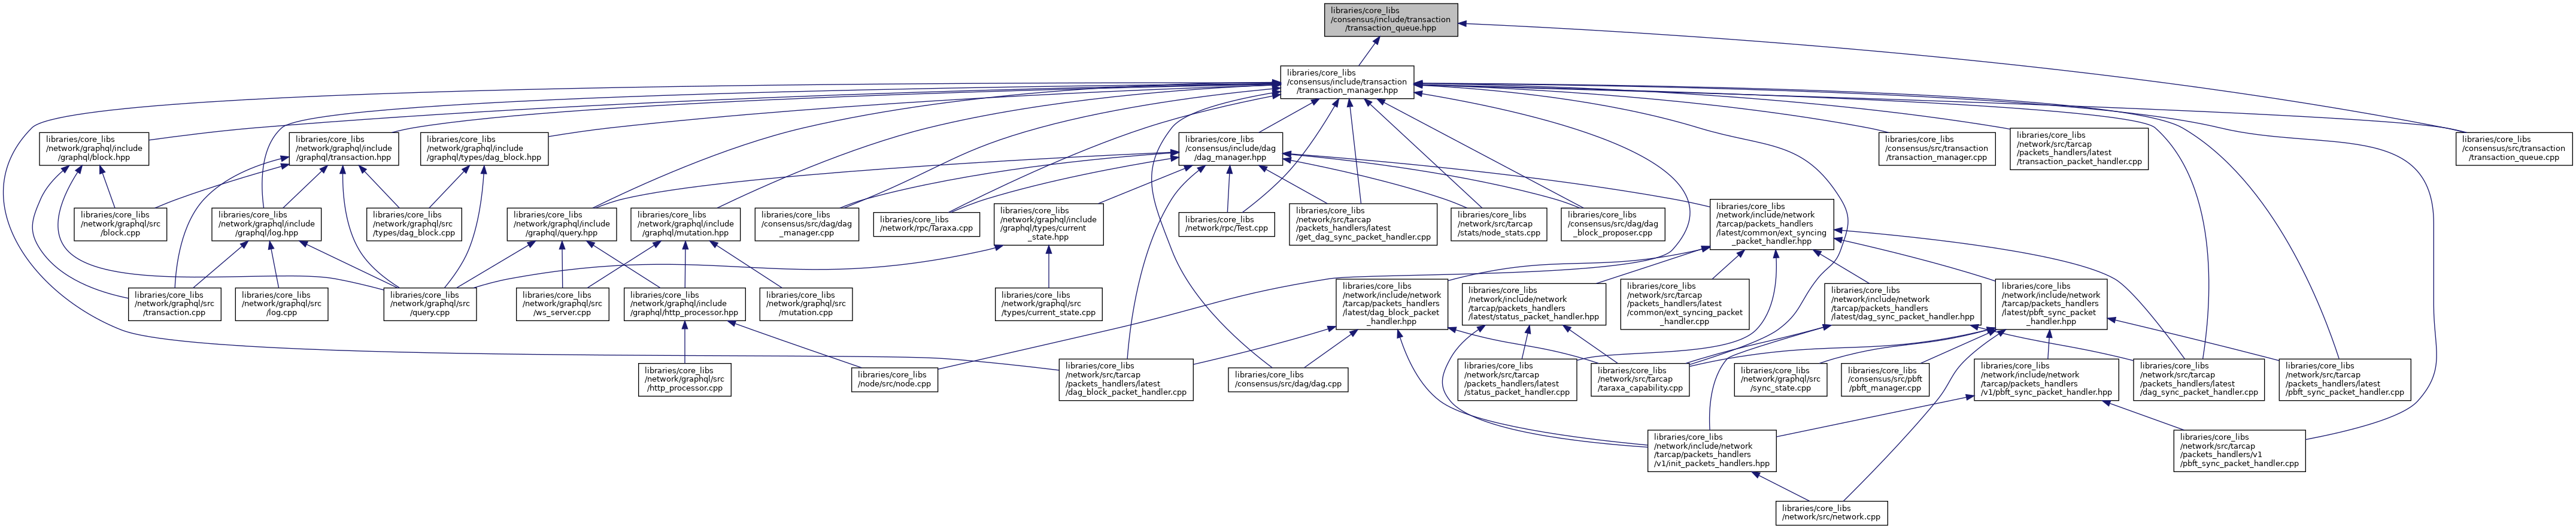 libraries/core_libs
/consensus/include/transaction
/transaction_queue.hpp
libraries/core_libs
/consensus/include/transaction
/transaction_manager.hpp
libraries/core_libs
/network/graphql/include
/graphql/block.hpp
libraries/core_libs
/network/graphql/include
/graphql/transaction.hpp
libraries/core_libs
/network/graphql/include
/graphql/types/dag_block.hpp
libraries/core_libs
/consensus/include/dag
/dag_manager.hpp
libraries/core_libs
/consensus/src/transaction
/transaction_manager.cpp
libraries/core_libs
/network/src/tarcap
/packets_handlers/latest
/transaction_packet_handler.cpp
libraries/core_libs
/consensus/src/transaction
/transaction_queue.cpp
libraries/core_libs
/network/graphql/src
/block.cpp
libraries/core_libs
/network/graphql/include
/graphql/log.hpp
libraries/core_libs
/network/graphql/src
/types/dag_block.cpp
libraries/core_libs
/network/graphql/include
/graphql/query.hpp
libraries/core_libs
/network/graphql/include
/graphql/mutation.hpp
libraries/core_libs
/consensus/src/dag/dag
_manager.cpp
libraries/core_libs
/network/rpc/Taraxa.cpp
libraries/core_libs
/network/graphql/include
/graphql/types/current
_state.hpp
libraries/core_libs
/network/rpc/Test.cpp
libraries/core_libs
/network/src/tarcap
/packets_handlers/latest
/get_dag_sync_packet_handler.cpp
libraries/core_libs
/network/src/tarcap
/stats/node_stats.cpp
libraries/core_libs
/consensus/src/dag/dag
_block_proposer.cpp
libraries/core_libs
/network/include/network
/tarcap/packets_handlers
/latest/common/ext_syncing
_packet_handler.hpp
libraries/core_libs
/network/graphql/src
/transaction.cpp
libraries/core_libs
/network/graphql/src
/log.cpp
libraries/core_libs
/network/graphql/src
/query.cpp
libraries/core_libs
/network/graphql/src
/ws_server.cpp
libraries/core_libs
/network/graphql/include
/graphql/http_processor.hpp
libraries/core_libs
/network/graphql/src
/mutation.cpp
libraries/core_libs
/network/graphql/src
/types/current_state.cpp
libraries/core_libs
/network/include/network
/tarcap/packets_handlers
/latest/dag_block_packet
_handler.hpp
libraries/core_libs
/network/include/network
/tarcap/packets_handlers
/latest/status_packet_handler.hpp
libraries/core_libs
/network/src/tarcap
/packets_handlers/latest
/common/ext_syncing_packet
_handler.cpp
libraries/core_libs
/network/include/network
/tarcap/packets_handlers
/latest/dag_sync_packet_handler.hpp
libraries/core_libs
/network/include/network
/tarcap/packets_handlers
/latest/pbft_sync_packet
_handler.hpp
libraries/core_libs
/network/graphql/src
/http_processor.cpp
libraries/core_libs
/node/src/node.cpp
libraries/core_libs
/network/src/tarcap
/packets_handlers/latest
/dag_block_packet_handler.cpp
libraries/core_libs
/consensus/src/dag/dag.cpp
libraries/core_libs
/network/src/tarcap
/packets_handlers/latest
/status_packet_handler.cpp
libraries/core_libs
/network/src/tarcap
/taraxa_capability.cpp
libraries/core_libs
/network/graphql/src
/sync_state.cpp
libraries/core_libs
/consensus/src/pbft
/pbft_manager.cpp
libraries/core_libs
/network/include/network
/tarcap/packets_handlers
/v1/pbft_sync_packet_handler.hpp
libraries/core_libs
/network/src/tarcap
/packets_handlers/latest
/dag_sync_packet_handler.cpp
libraries/core_libs
/network/src/tarcap
/packets_handlers/latest
/pbft_sync_packet_handler.cpp
libraries/core_libs
/network/include/network
/tarcap/packets_handlers
/v1/init_packets_handlers.hpp
libraries/core_libs
/network/src/tarcap
/packets_handlers/v1
/pbft_sync_packet_handler.cpp
libraries/core_libs
/network/src/network.cpp